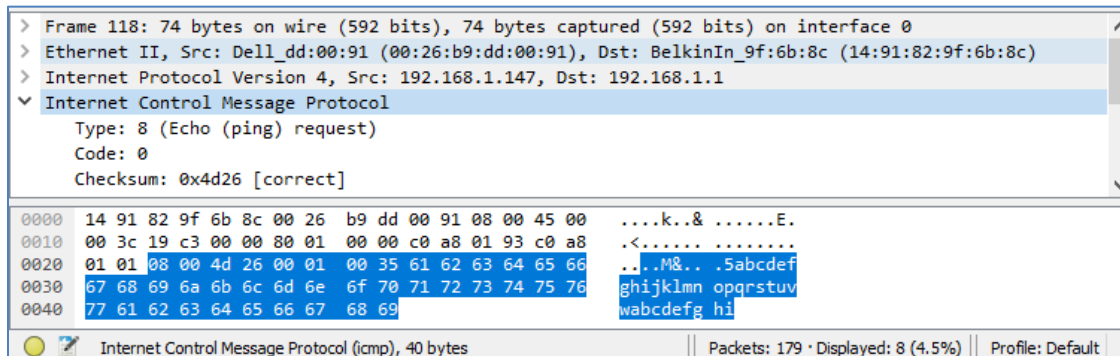 > Frame 118: 74 bytes on wire (592 bits), 74 bytes captured (592 bits) on interface 0
> Ethernet II, Src: Dell_dd:00:91 (00:26:b9:dd:00:91), Dst: BelkinIn_9f:6b:8c (14:91:82:9f:6b:8c)
> Internet Protocol Version 4, Src: 192.168.1.147, Dst: 192.168.1.1
Internet Control Message Protocol
Type: 8 (Echo (ping) request)
Code: 0
Checksum: 0x4d26 [correct]
0000 14 91 82 9f 6b 8c 00 26 b9 dd 00 91 08 00 45 00 ....k..& ......E.
0010 00 3c 19 c3 00 00 80 01 00 00 c0 a8 01 93 c0 a8 .<...... ........
0020 01 01 08 00 4d 26 00 01 00 35 61 62 63 64 65 66 ....M&.. .5abcdef
0030 67 68 69 6a 6b 6c 6d 6e 6f 70 71 72 73 74 75 76 ghijklmn opqrstuv
0040 77 61 62 63 64 65 66 67 68 69 wabcdefg hi
Internet Control Message Protocol (icmp), 40 bytes Packets: 179 · Displayed: 8 (4.5%) Profile: Default